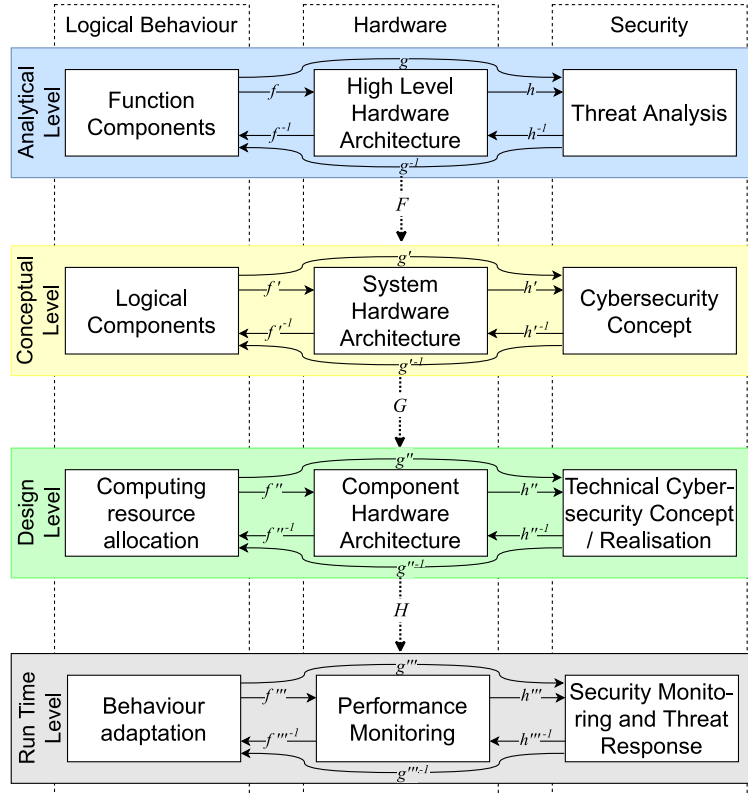 Logical Behaviour
Hardware
Security
Analytical
Level
Function
Components
High Level
Hardware
Architecture
Threat Analysis
g
f
h
f -1
h-1
g-1
F
Conceptual
Level
Logical
Components
System
Hardware
Architecture
Cybersecurity
Concept
g'
f '
h'
f '-1
h'-1
g'-1
G
Design
Level
Computing
resource
allocation
Component
Hardware
Architecture
Technical Cyber-
security Concept
/ Realisation
g''
f ''
h''
f ''-1
h''-1
g''-1
H
Run Time
Level
Behaviour
adaptation
Performance
Monitoring
Security Monito-
ring and Threat
Response
g'''
f '''
h'''
f '''-1
h'''-1
g'''-1